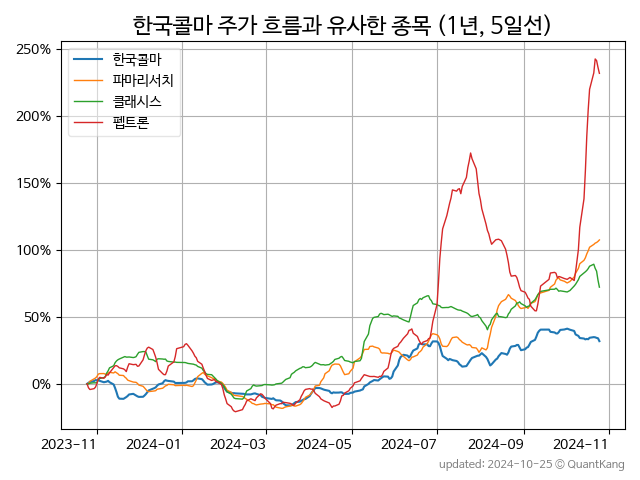 한국콜마 주가 흐름과 유사한 종목 (1년, 5일선)
250%
200%
150%
100%
50%
0%
한국콜마
파마리서치
클래시스
펩트론
2023-11
2024-01
2024-03
2024-05
2024-07
2024-09
2024-11
updated: 2024-10-25 © QuantKang